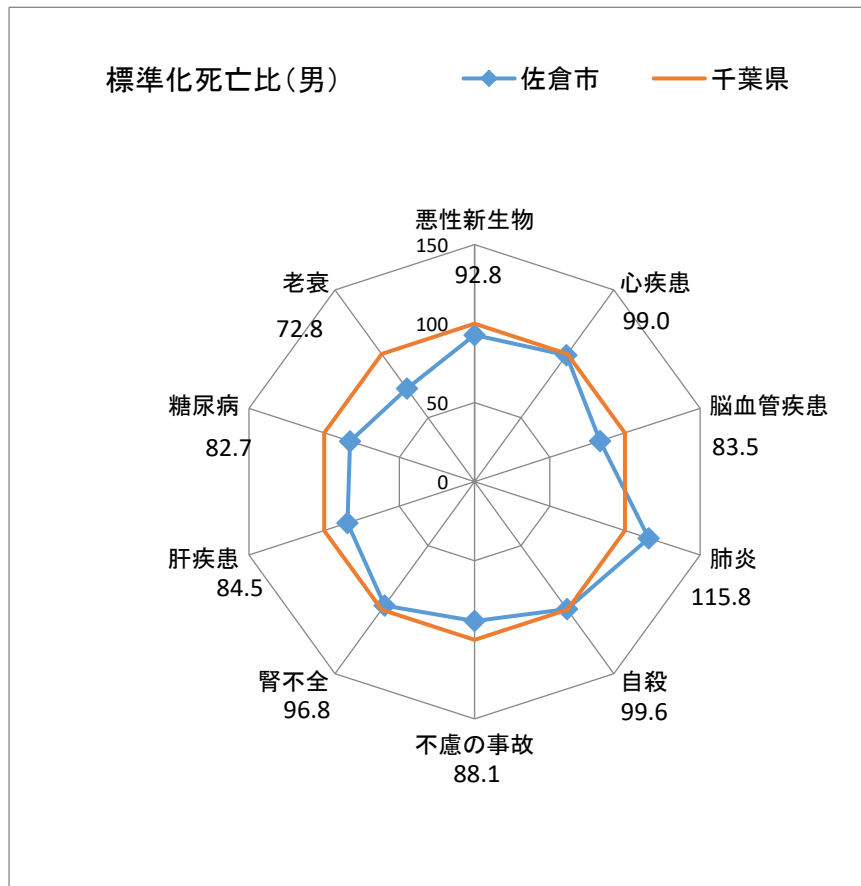 標準化死亡比(男) 佐倉市 千葉県
悪性新生物
92.8
心疾患
99.0
脳血管疾患
83.5
肺炎
115.8
自殺
99.6
不慮の事故
88.1
腎不全
96.8
肝疾患
84.5
糖尿病
82.7
老衰
72.8
150
100
50
0